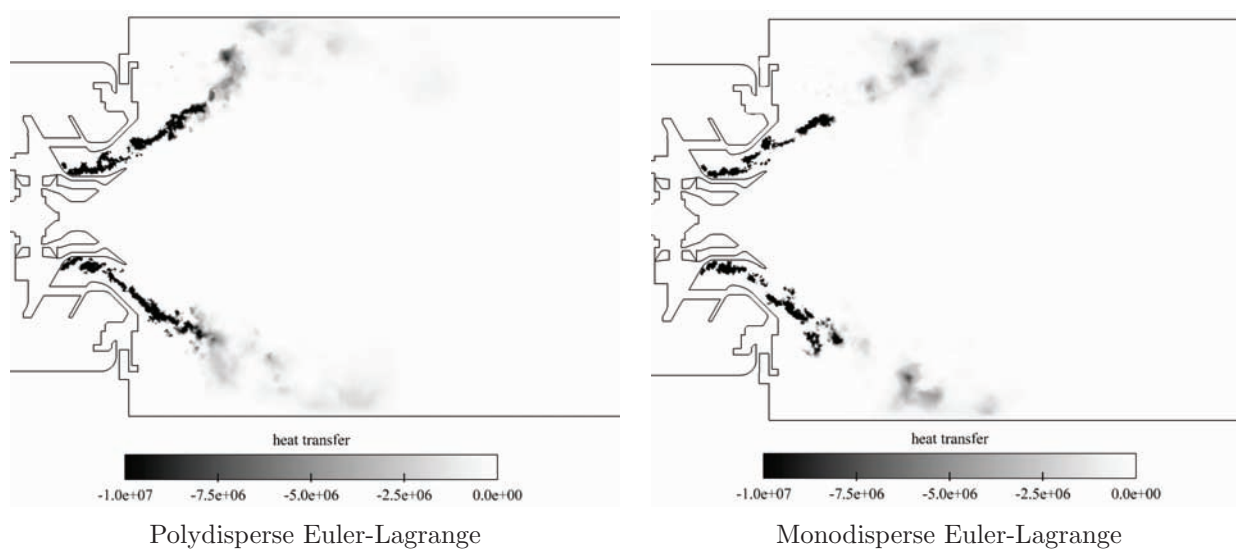 heat transfer
-1.0e+07 -7.5e+06 -5.0e+06 -2.5e+06 0.0e+00
Polydisperse Euler-Lagrange
heat transfer
-1.0e+07 -7.5e+06 -5.0e+06 -2.5e+06 0.0e+00
Monodisperse Euler-Lagrange